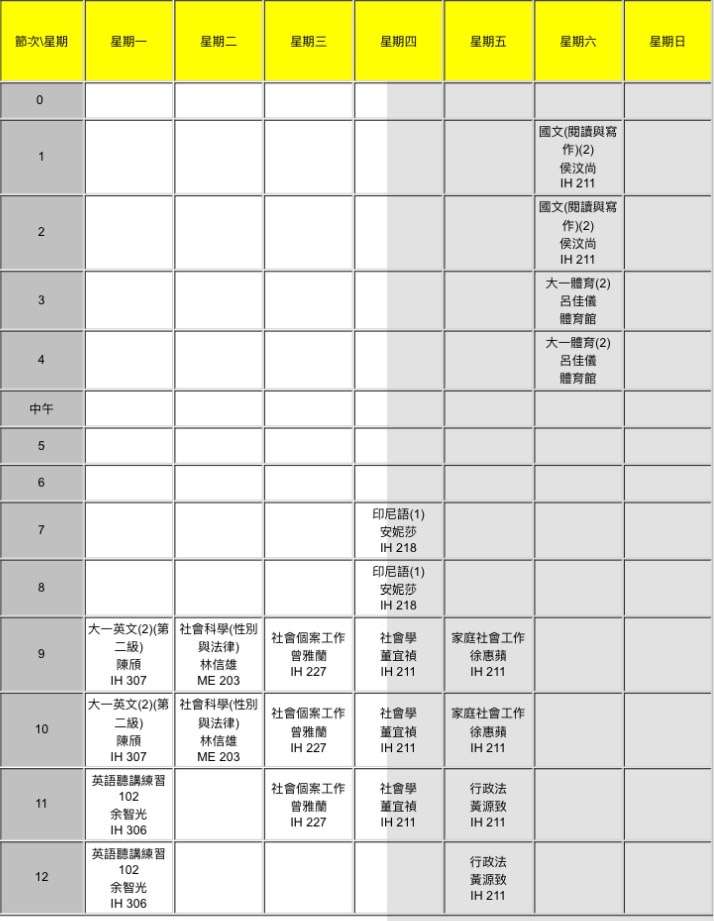 節次\星期 星期一 星期二 星期三 星期四 星期五 星期六 星期日
0
1
國文(閱讀與寫
作)(2)
侯汶尚
IH 211
2
國文(閱讀與寫
作)(2)
侯汶尚
IH 211
3
大一體育(2)
呂佳儀
體育館
4
大一體育(2)
呂佳儀
體育館
中午
5
6
7
印尼語(1)
安妮莎
IH 218
8
印尼語(1)
安妮莎
IH 218
9
大一英文(2)(第
二級)
陳頎
IH 307
社會科學(性別
與法律)
林信雄
ME 203
社會個案工作
曾雅蘭
IH 227
社會學
董宜禎
IH 211
家庭社會工作
徐惠蘋
IH 211
10
大一英文(2)(第
二級)
陳頎
IH 307
社會科學(性別
與法律)
林信雄
ME 203
社會個案工作
曾雅蘭
IH 227
社會學
董宜禎
IH 211
家庭社會工作
徐惠蘋
IH 211
11
英語聽講練習
102
余智光
IH 306
社會個案工作
曾雅蘭
IH 227
社會學
董宜禎
IH 211
行政法
黃源致
IH 211
12
英語聽講練習
102
余智光
IH 306
行政法
黃源致
IH 211